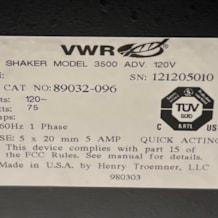 VWR
SHAKER MODEL 3500 ADV. 120V
SN: 121205010
CAT NO: 89032-096
120~
75
TÜV
C US
60Hz 1 Phase
5 x 20 mm 5 AMP QUICK ACTING
This device complies with part 15 of
the FCC Rules. See manual for details.
Made in U.S.A. by Henry Troemner, LLC
980303